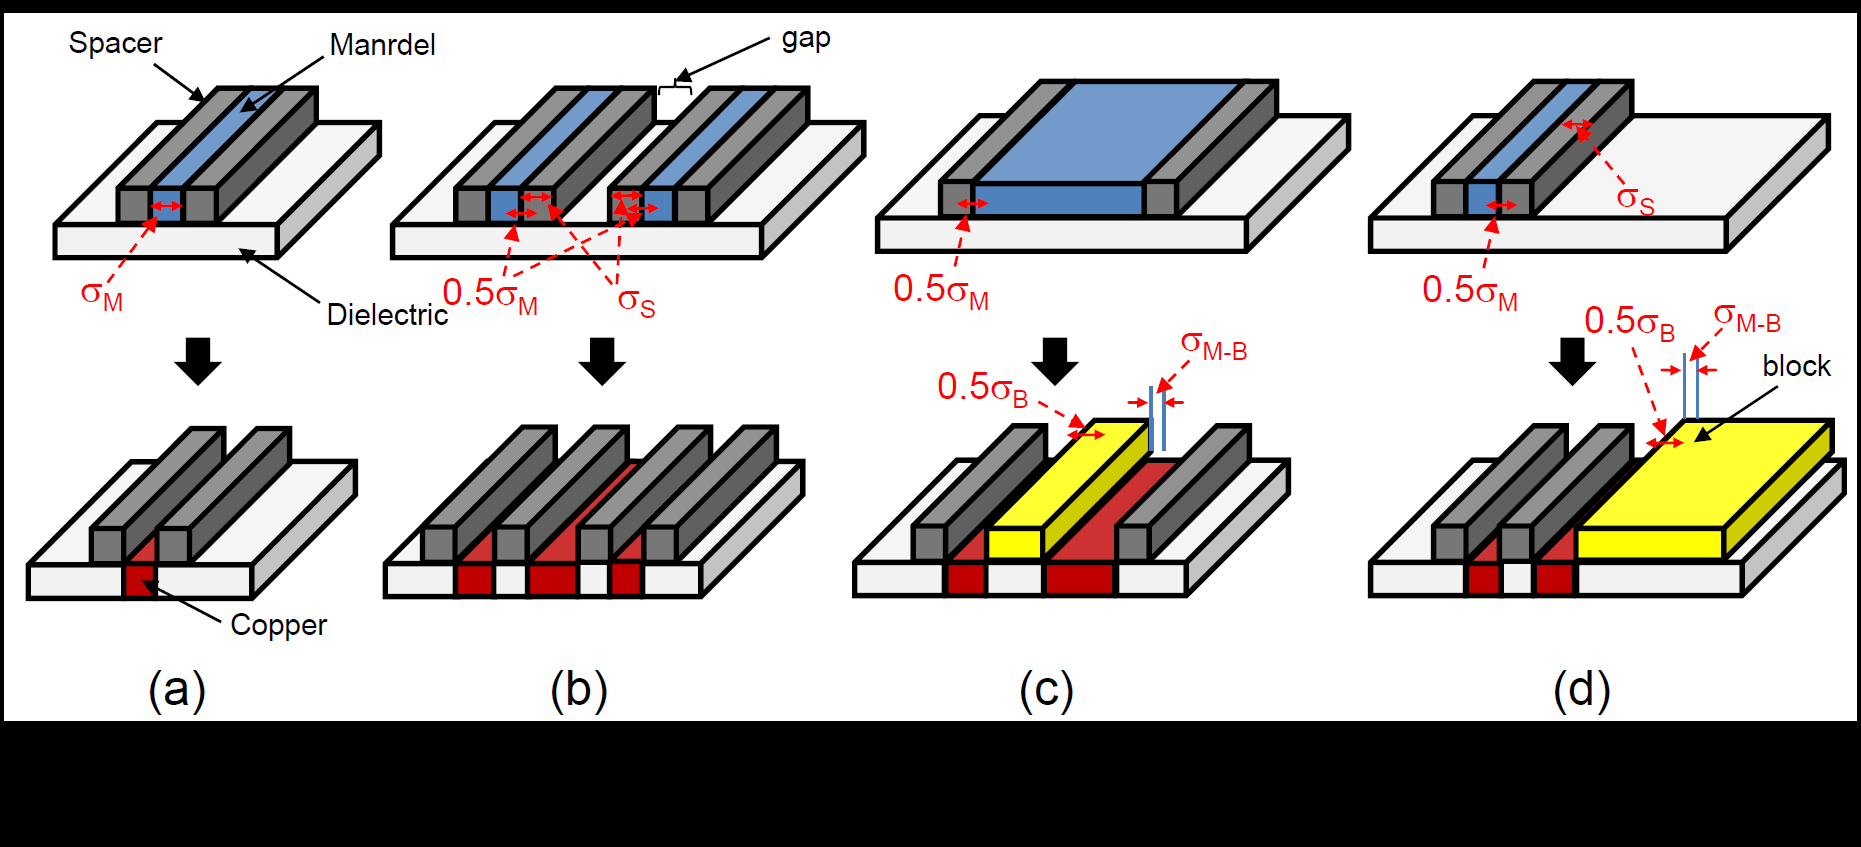 Spacer
Manrdel
gap
σM
0.5σM
σS
Dielectric
0.5σM
0.5σM
σS
σM-B
0.5σB
0.5σB
σM-B
block
Copper
(a)
(b)
(c)
(d)